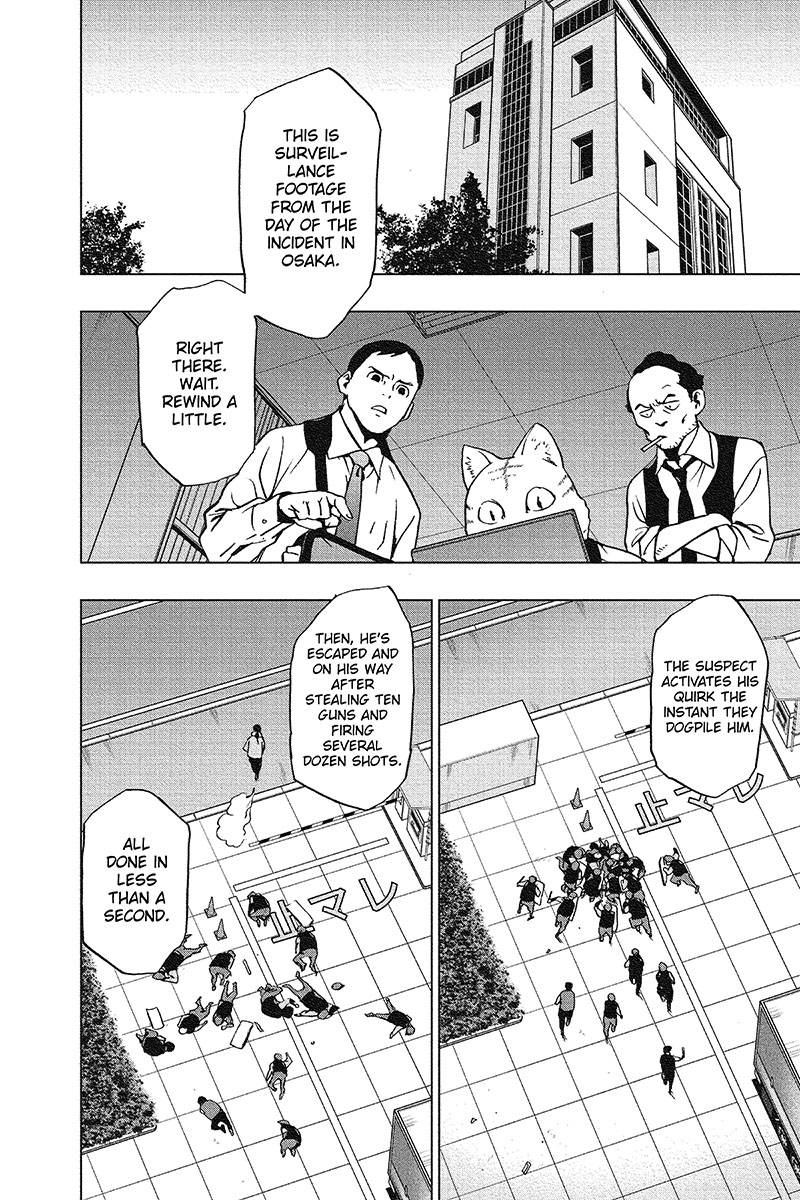 THIS IS
SURVEIL-
LANCE
FOOTAGE
FROM THE
DAY OF THE
INCIDENT IN
OSAKA.
RIGHT
THERE.
WAIT.
REWIND A
LITTLE.
THE SUSPECT
ACTIVATES HIS
QUIRK THE
INSTANT THEY
DOGPILE HIM.
止マレ
THEN, HE'S
ESCAPED AND
ON HIS WAY
AFTER
STEALING TEN
GUNS AND
FIRING
SEVERAL
DOZEN SHOTS.
ALL
DONE IN
LESS
THAN A
SECOND.
止マレ